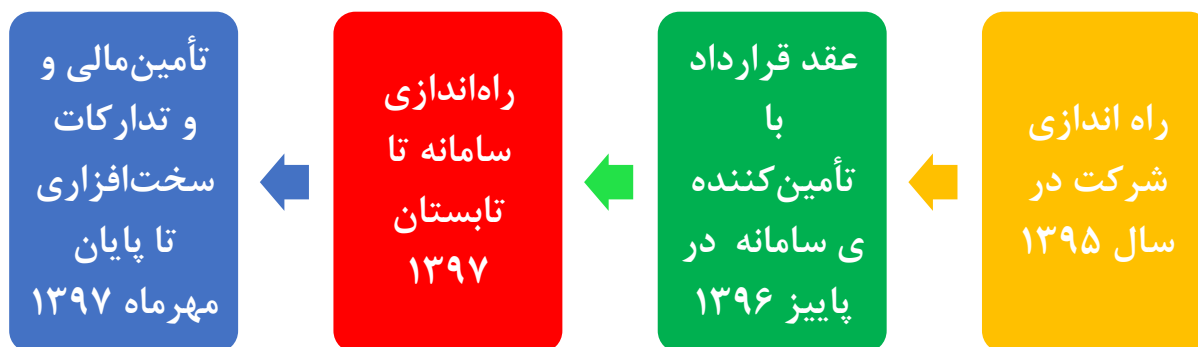 راه اندازی
شرکت در
سال ۱۳۹۵
عقد قرارداد
با
تأمین‌کننده
ی سامانه در
پاییز ۱۳۹۶
راه‌اندازی
سامانه تا
تابستان
۱۳۹۷
تأمین‌مالی و
و تدارکات
سخت‌افزاری
تا پایان
مهرماه ۱۳۹۷